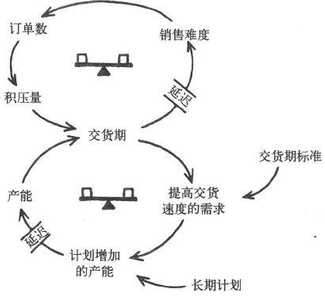 订单数
销售难度
延迟
积压量
交货期
交货期标准
产能
提高交货
速度的需求
延迟
计划增加
的产能
长期计划